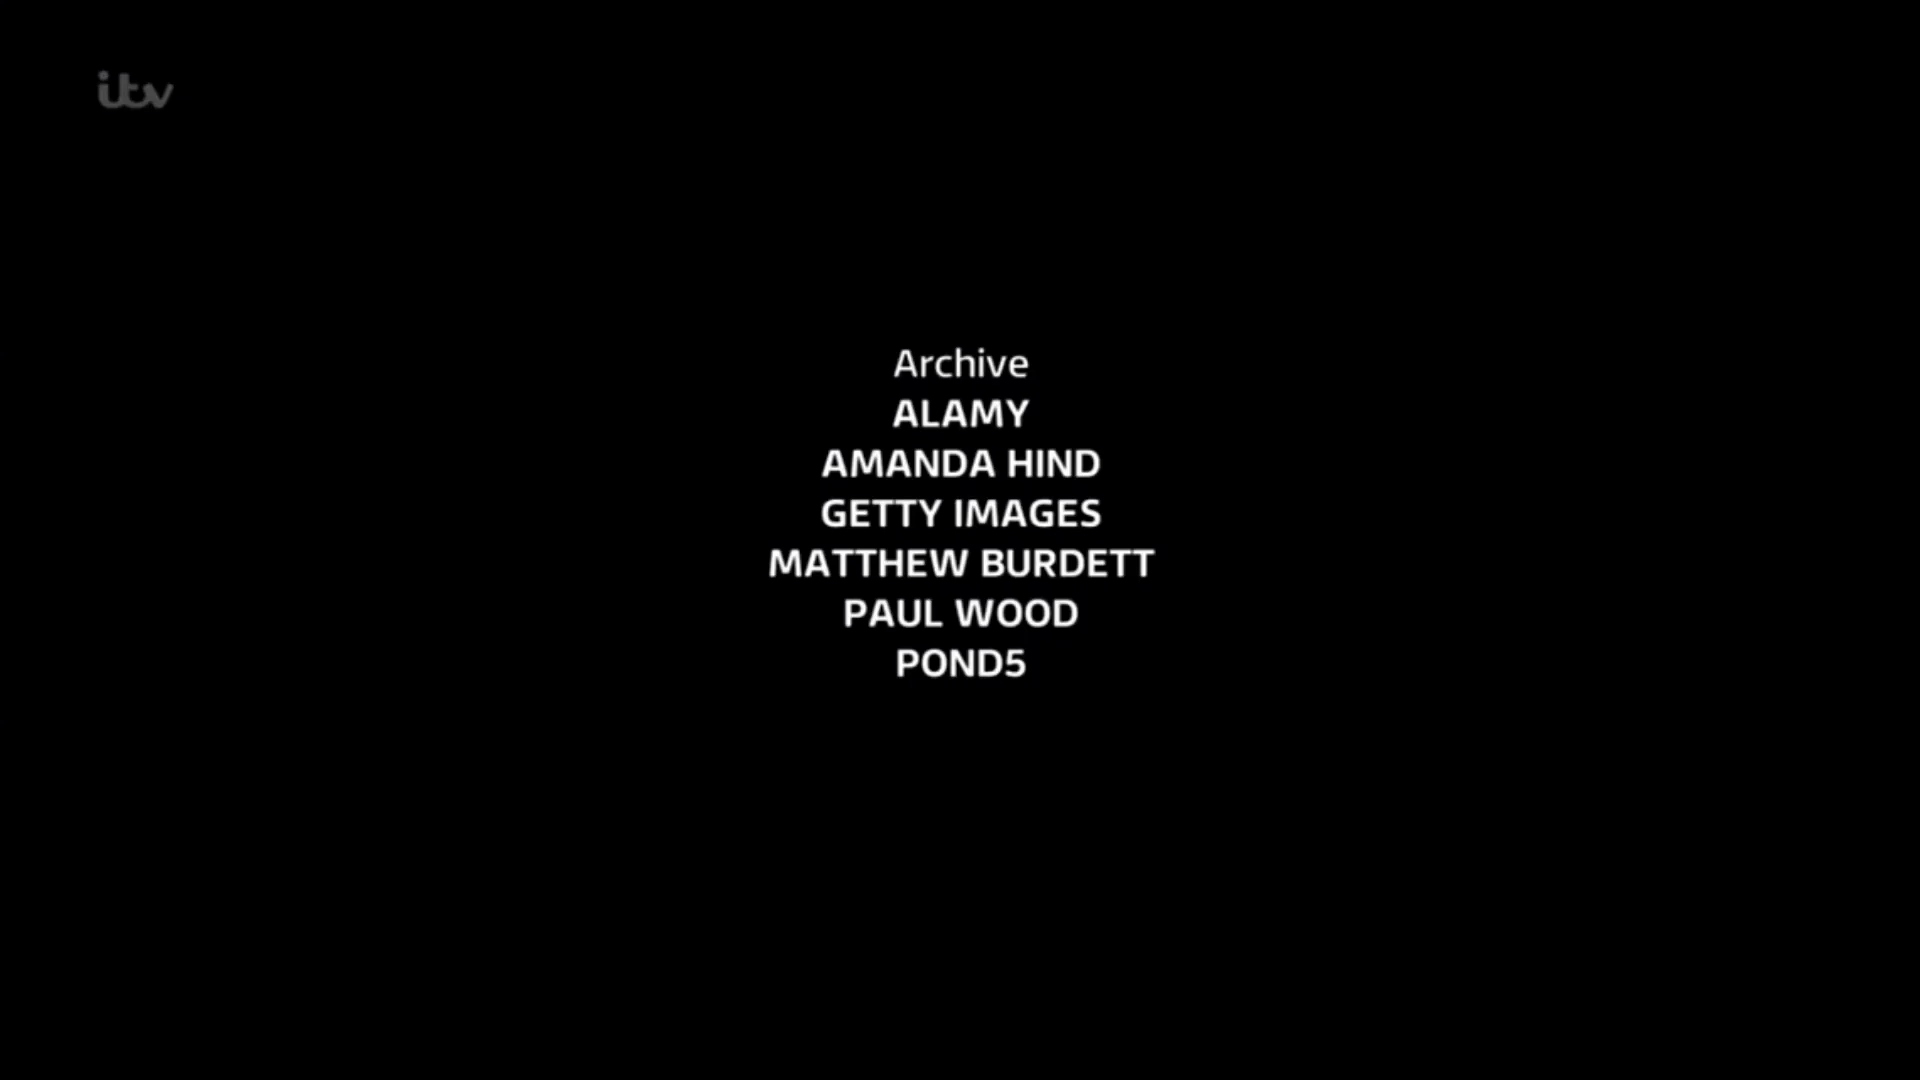 itv
Archive
ALAMY
AMANDA HIND
GETTY IMAGES
MATTHEW BURDETT
PAUL WOOD
POND5